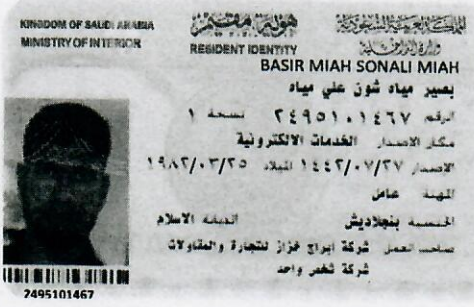 KINGDOM OF SAUDI ARABIA
MINISTRY OF INTERIOR
هوية مقيم
RESIDENT IDENTITY
المملكة العربية السعودية
وزارة الداخلية
BASIR MIAH SONALI MIAH
بصير مياه شون علي مياه
الرقم ٢٤٩٥١٠١٤٦٧ نسخة ١
مكان الاصدار الخدمات الالكترونية
الإصدار ١٤٤٢/٠٧/٢٧ الميلاد ١٩٨٢/٠٣/٢٥
المهنة عامل
الجنسية بنجلاديش الديانة الاسلام
صاحب العمل شركة ابراج فزاز للتجارة والمقاولات
شركة شخص واحد
2495101467